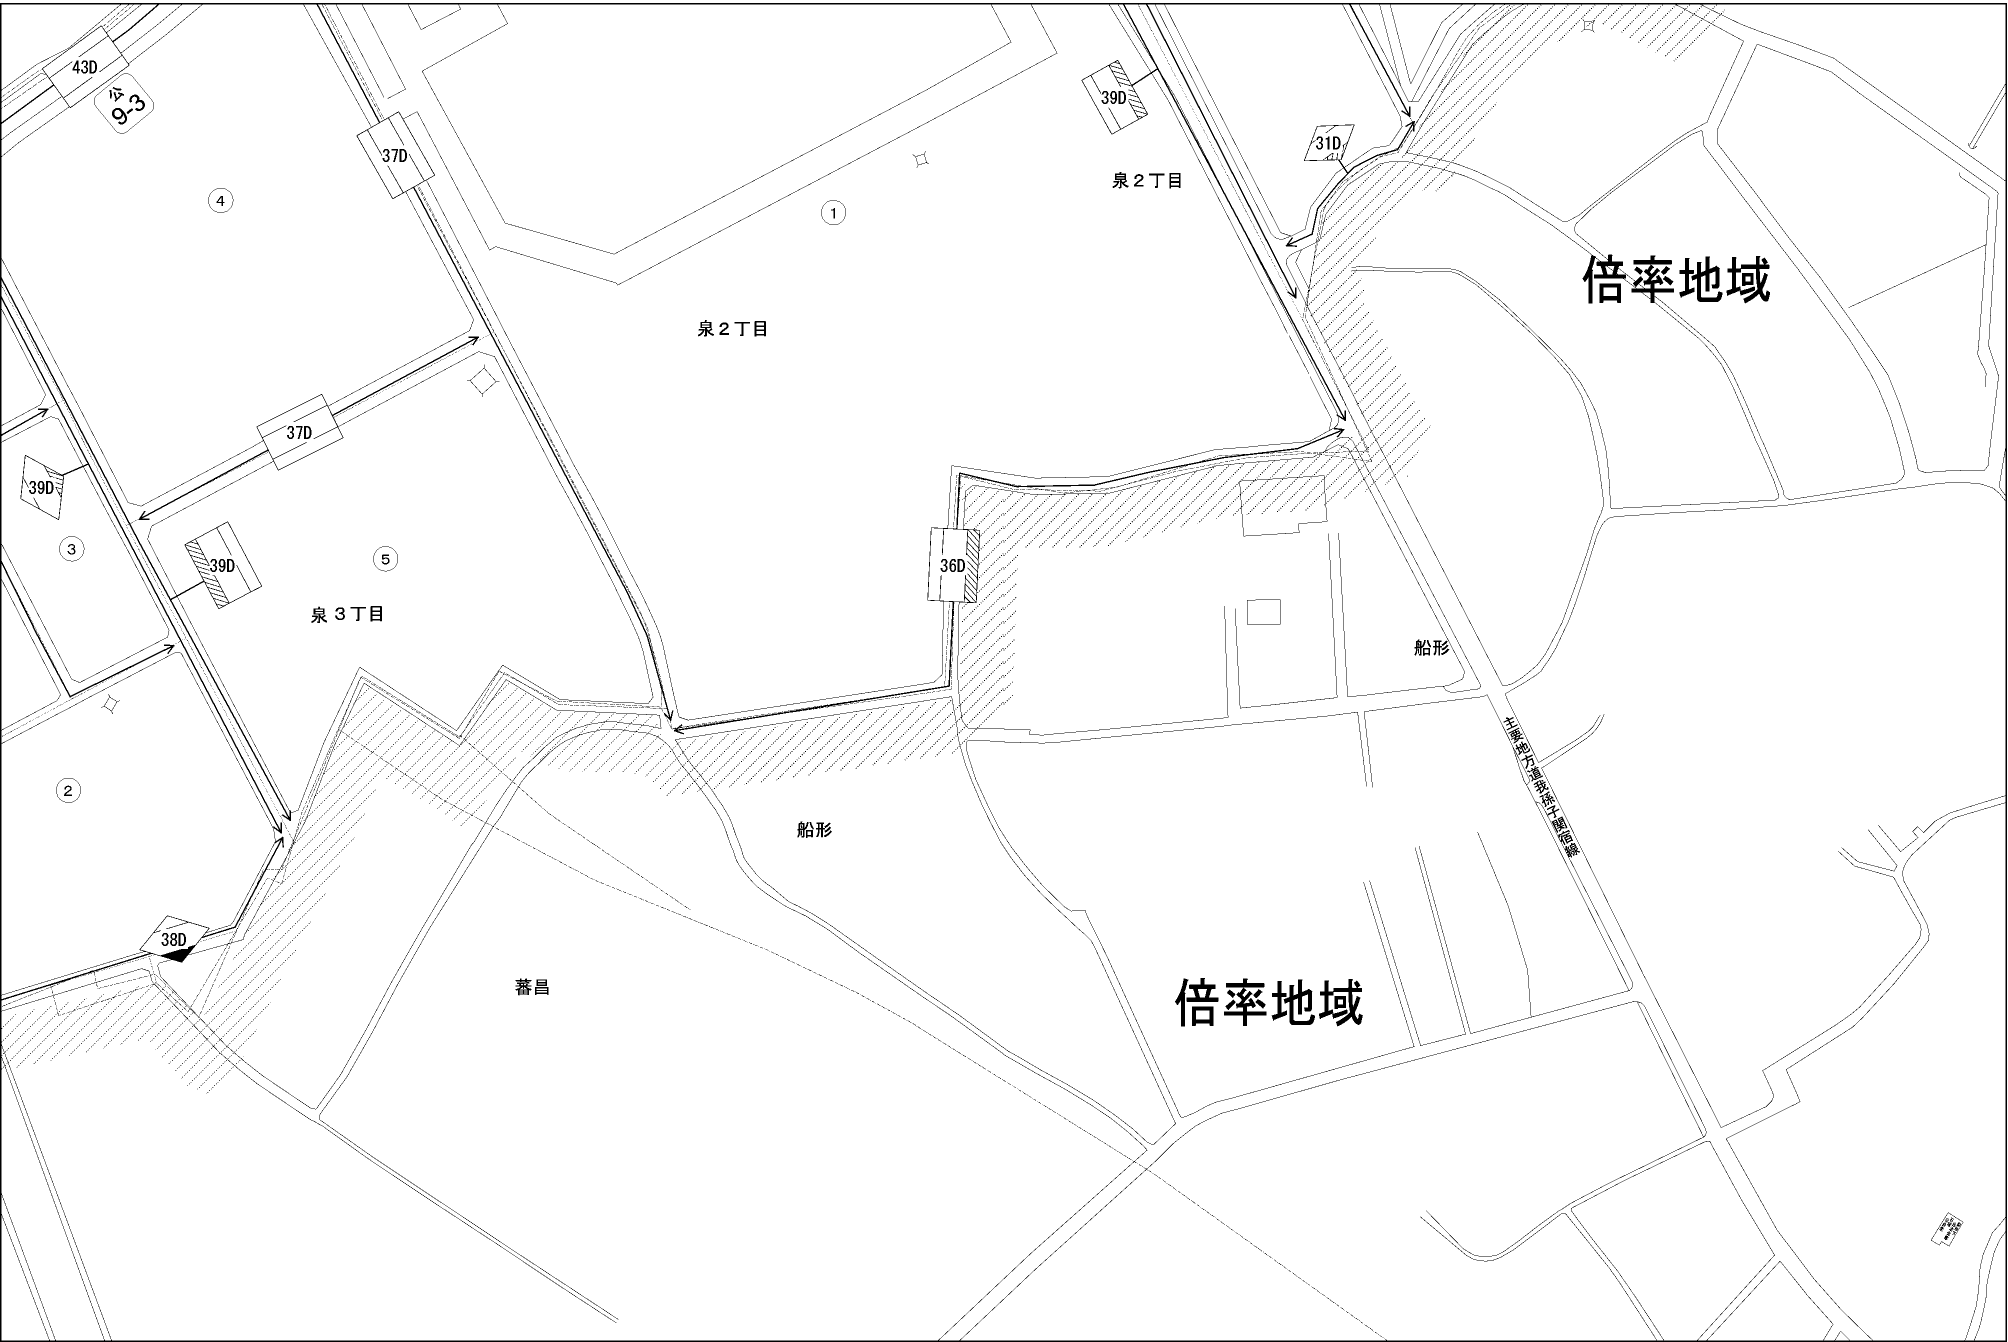 43D
公
9-3
37D
39D
31D
泉2丁目
④
①
倍率地域
泉2丁目
37D
39D
36D
③
39D
⑤
泉3丁目
船形
主要地方道我孫子関宿線
②
船形
38D
蕃昌
倍率地域